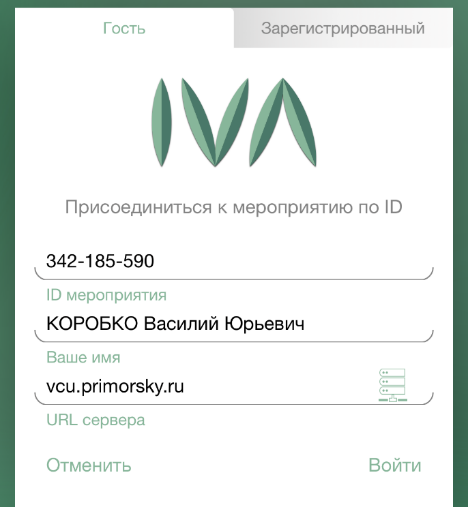 Гость
Зарегистрированный
IVA
Присоединиться к мероприятию по ID
342-185-590
ID мероприятия
КОРОБКО Василий Юрьевич
Ваше имя
vcu.primorsky.ru
URL сервера
Отменить
Войти